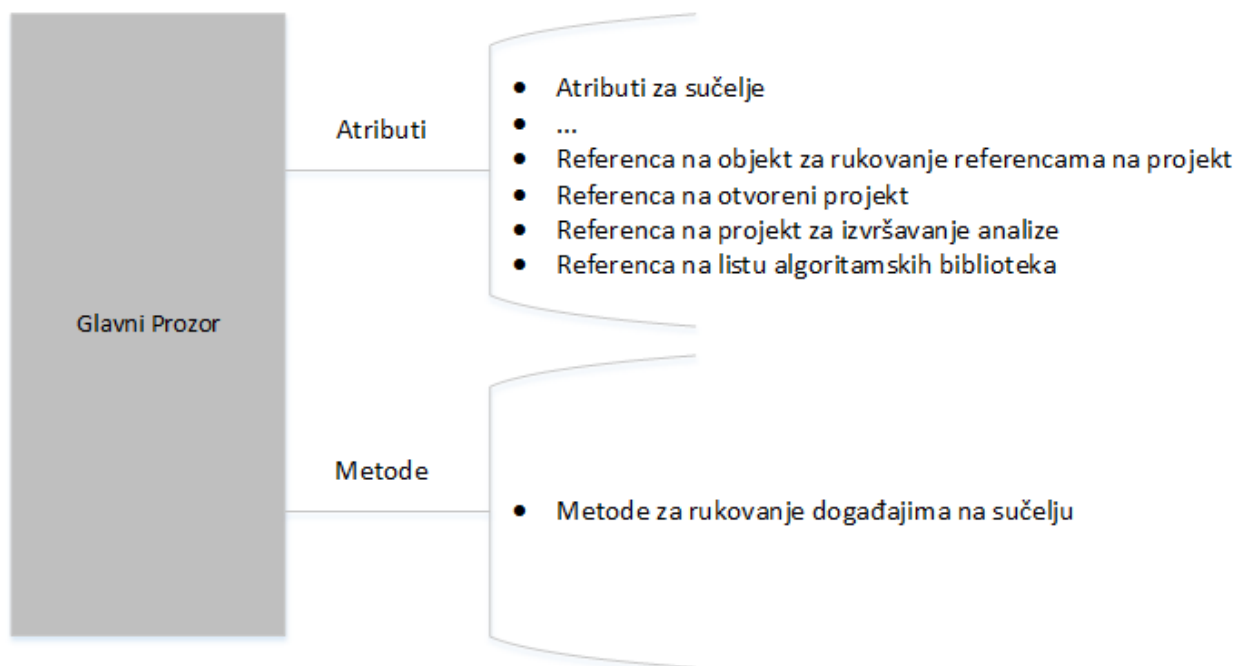 Glavni Prozor
Atributi
● Atributi za sučelje
● ...
● Referenca na objekt za rukovanje referencama na projekt
● Referenca na otvoreni projekt
● Referenca na projekt za izvršavanje analize
● Referenca na listu algoritamskih biblioteka
Metode
● Metode za rukovanje događajima na sučelju